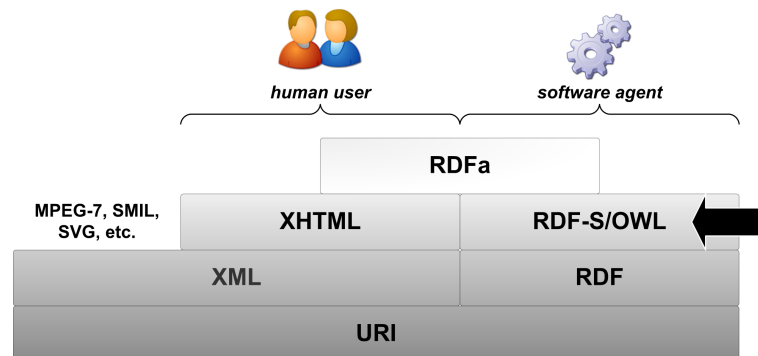 human user
software agent
RDFa
MPEG-7, SMIL,
SVG, etc.
XHTML
RDF-S/OWL
XML
RDF
URI